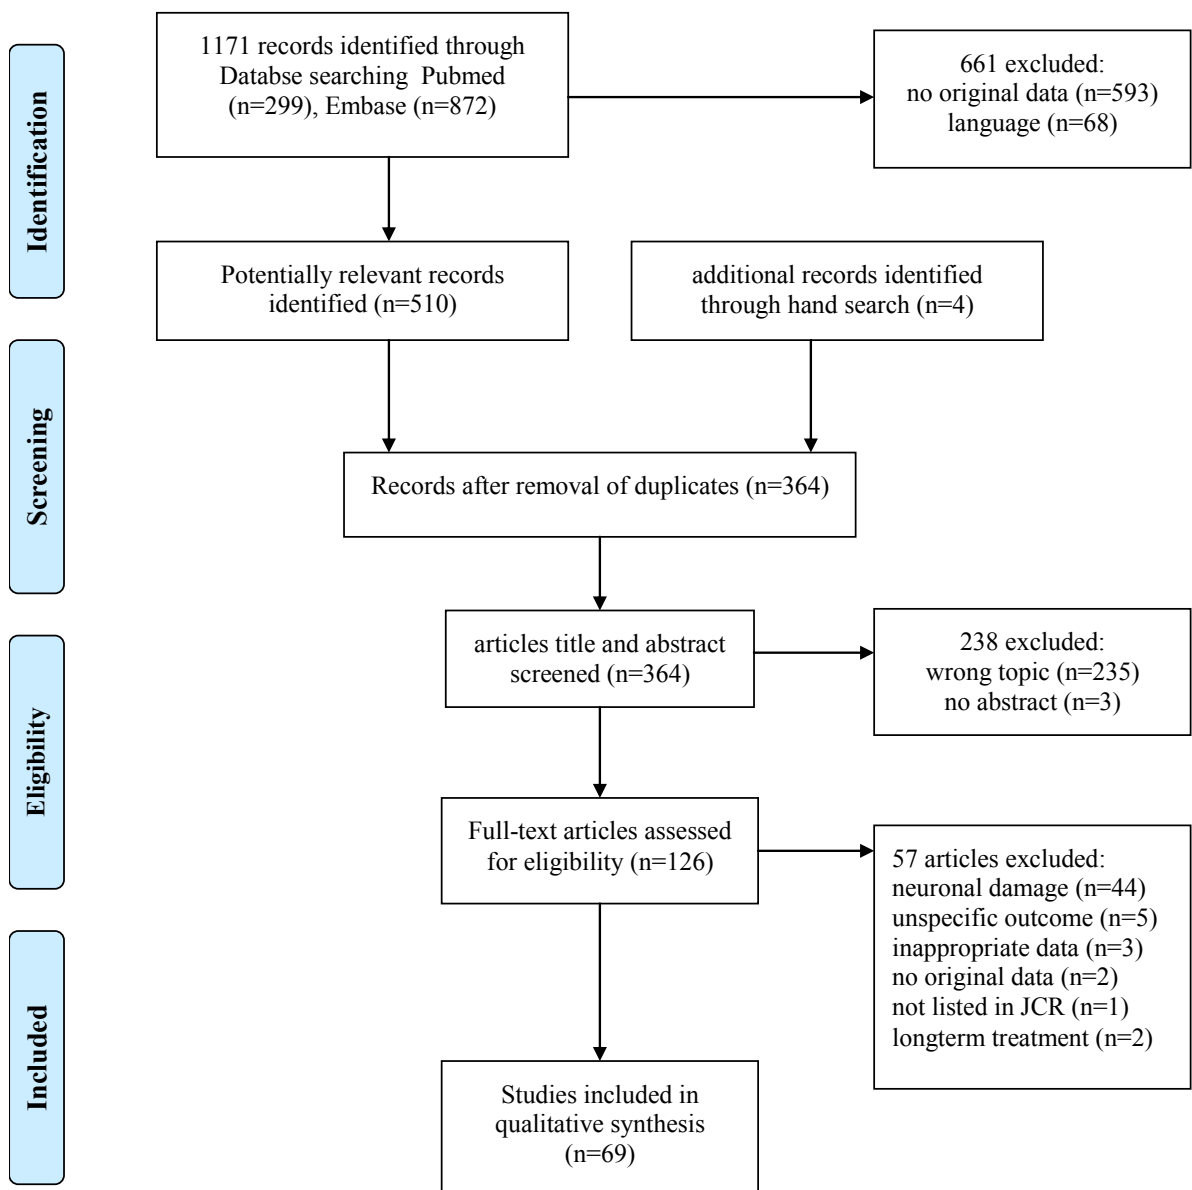 Identification
1171 records identified through
Databse searching Pubmed
(n=299), Embase (n=872)
661 excluded:
no original data (n=593)
language (n=68)
Potentially relevant records
identified (n=510)
additional records identified
through hand search (n=4)
Screening
Records after removal of duplicates (n=364)
articles title and abstract
screened (n=364)
238 excluded:
wrong topic (n=235)
no abstract (n=3)
Eligibility
Full-text articles assessed
for eligibility (n=126)
57 articles excluded:
neuronal damage (n=44)
unspecific outcome (n=5)
inappropriate data (n=3)
no original data (n=2)
not listed in JCR (n=1)
longterm treatment (n=2)
Included
Studies included in
qualitative synthesis
(n=69)